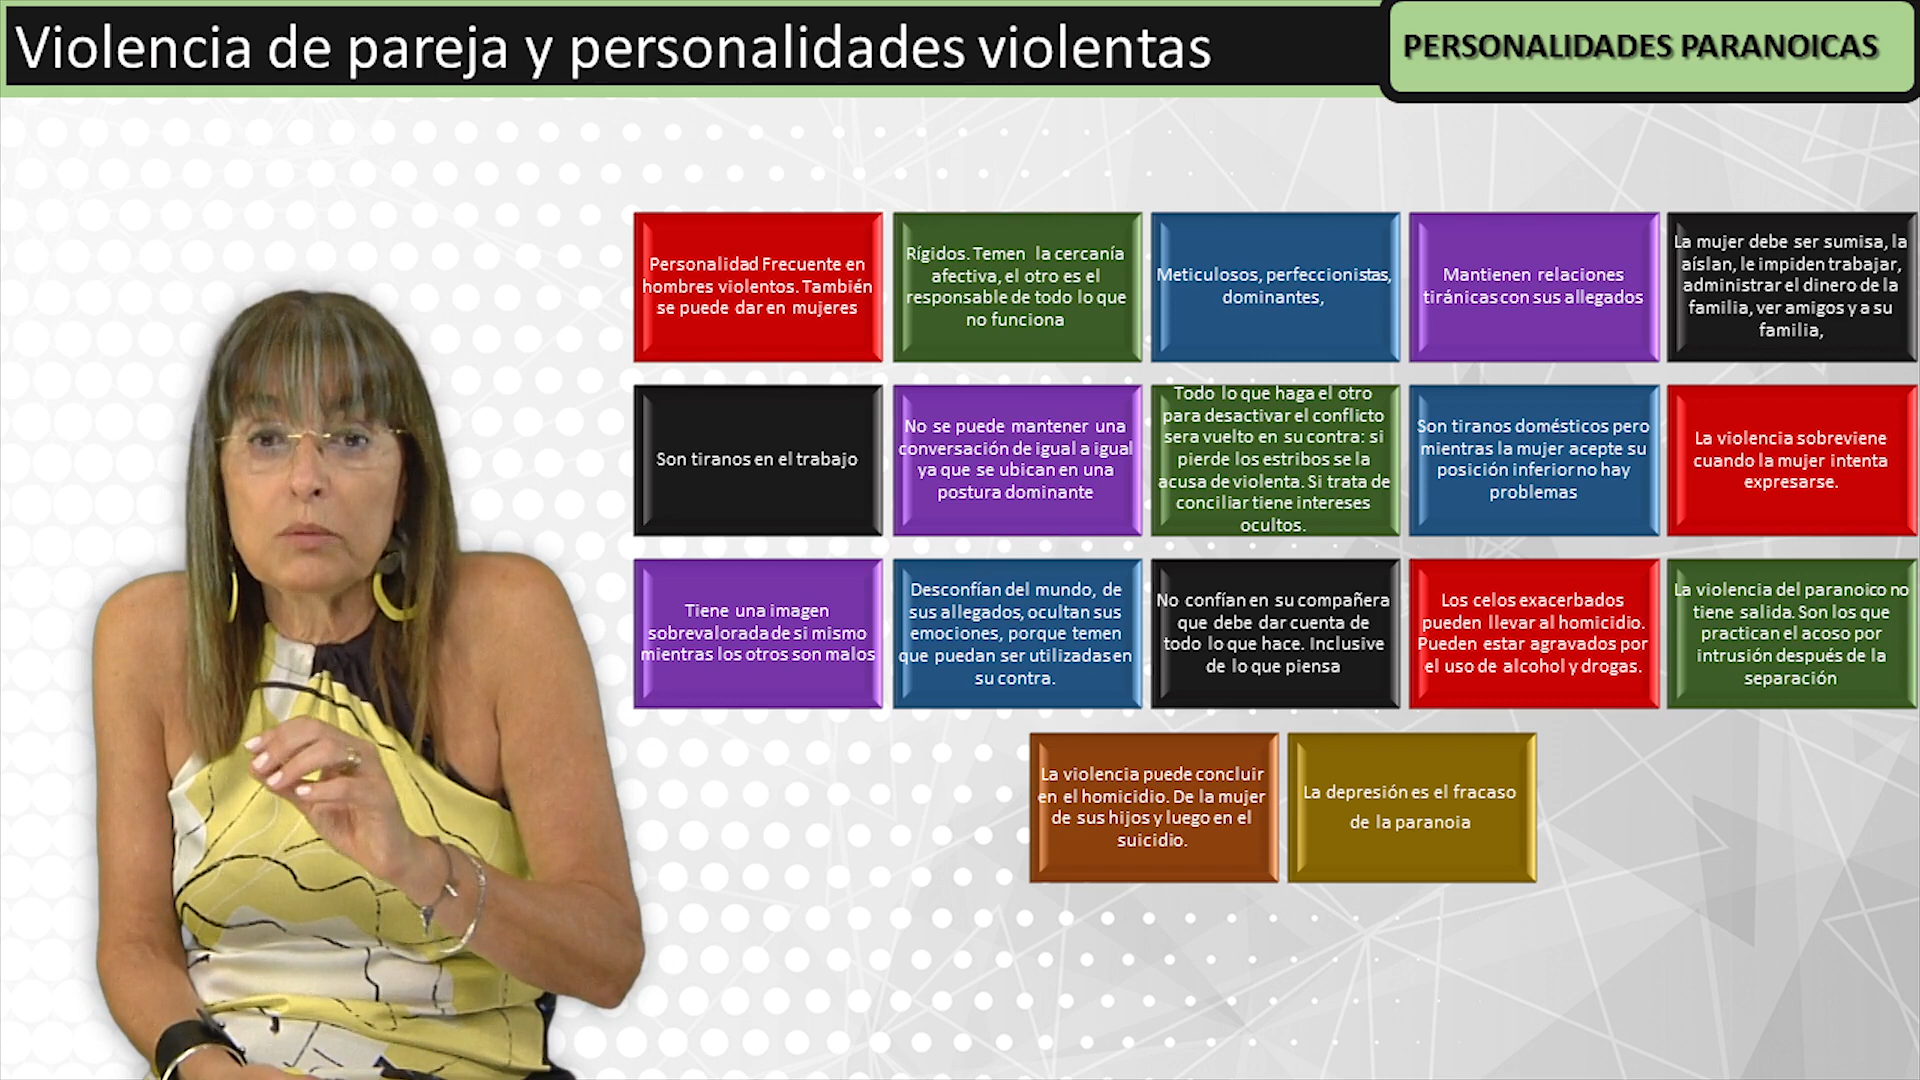 Violencia de pareja y personalidades violentas
PERSONALIDADES PARANOICAS
Personalidad Frecuente en
hombres violentos. También
se puede dar en mujeres
Rígidos. Temen la cercanía
afectiva, el otro es el
responsable de todo lo que
no funciona
Meticulosos, perfeccionistas,
dominantes,
Mantienen relaciones
tiránicas con sus allegados
La mujer debe ser sumisa, la
aíslan, le impiden trabajar,
administrar el dinero de la
familia, ver amigos y a su
familia,
Son tiranos en el trabajo
No se puede mantener una
conversación de igual a igual
ya que se ubican en una
postura dominante
Todo lo que haga el otro
para desactivar el conflicto
sera vuelto en su contra: si
pierde los estribos se la
acusa de violenta. Si trata de
conciliar tiene intereses
ocultos.
Son tiranos domésticos pero
mientras la mujer acepte su
posición inferior no hay
problemas
La violencia sobreviene
cuando la mujer intenta
expresarse.
Tiene una imagen
sobrevalorada de si mismo
mientras los otros son malos
Desconfían del mundo, de
sus allegados, ocultan sus
emociones, porque temen
que puedan ser utilizadas en
su contra.
No confían en su compañera
que debe dar cuenta de
todo lo que hace. Inclusive
de lo que piensa
Los celos exacerbados
pueden llevar al homicidio.
Pueden estar agravados por
el uso de alcohol y drogas.
La violencia del paranoico no
tiene salida. Son los que
practican el acoso por
intrusión después de la
separación
La violencia puede concluir
en el homicidio. De la mujer
de sus hijos y luego en el
suicidio.
La depresión es el fracaso
de la paranoia